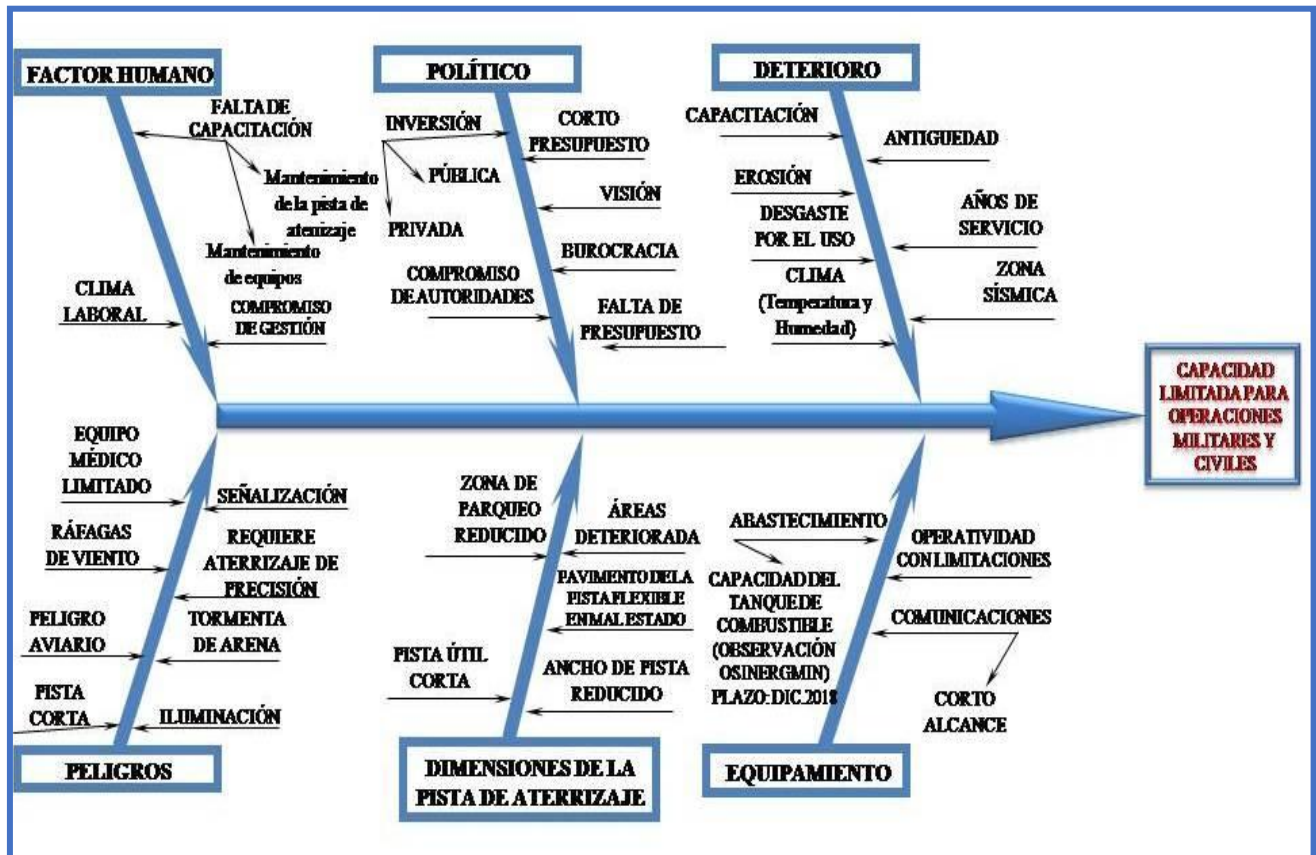 FACTOR HUMANO
FALTA DE
CAPACITACIÓN
Mantenimiento
de la pista de
atenizaje
Mantenimiento
de equipos
CLIMA
LABORAL
COMPROMISO
DE GESTIÓN
POLÍTICO
INVERSIÓN
PÚBLICA
PRIVADA
CORTO
PRESUPUESTO
VISIÓN
BUROCRACIA
COMPROMISO
DE AUTORIDADES
FALTA DE
PRESUPUESTO
DETERIORO
CAPACITACIÓN
ANTIGUEDAD
EROSIÓN
DESGASTE
POR EL USO
AÑOS DE
SERVICIO
CLIMA
(Temperatura y
Humedad)
ZONA
SÍSMICA
CAPACIDAD
LIMITADA PARA
OPERACIONES
MILITARES Y
CIVILES
EQUIPO
MÉDICO
LIMITADO
SEÑALIZACIÓN
RÁFAGAS
DE VIENTO
REQUIERE
ATERRIZAJE DE
PRECISIÓN
PELIGRO
AVIARIO
TORMENTA
DE ARENA
PISTA
CORTA
ILUMINACIÓN
PELIGROS
ZONA DE
PARQUEO
REDUCIDO
ÁREAS
DETERIORADA
PAVIMENTO DE LA
PISTA FLEXIBLE
EN MAL ESTADO
PISTA ÚTIL
CORTA
ANCHO DE PISTA
REDUCIDO
DIMENSIONES DE LA
PISTA DE ATERRIZAJE
ABASTECIMIENTO
CAPACIDAD DEL
TANQUE DE
COMBUSTIBLE
(OBSERVACIÓN
OSINERGMIN)
PLAZO: DIC.2018
OPERATIVIDAD
CON LIMITACIONES
COMUNICACIONES
CORTO
ALCANCE
EQUIPAMIENTO